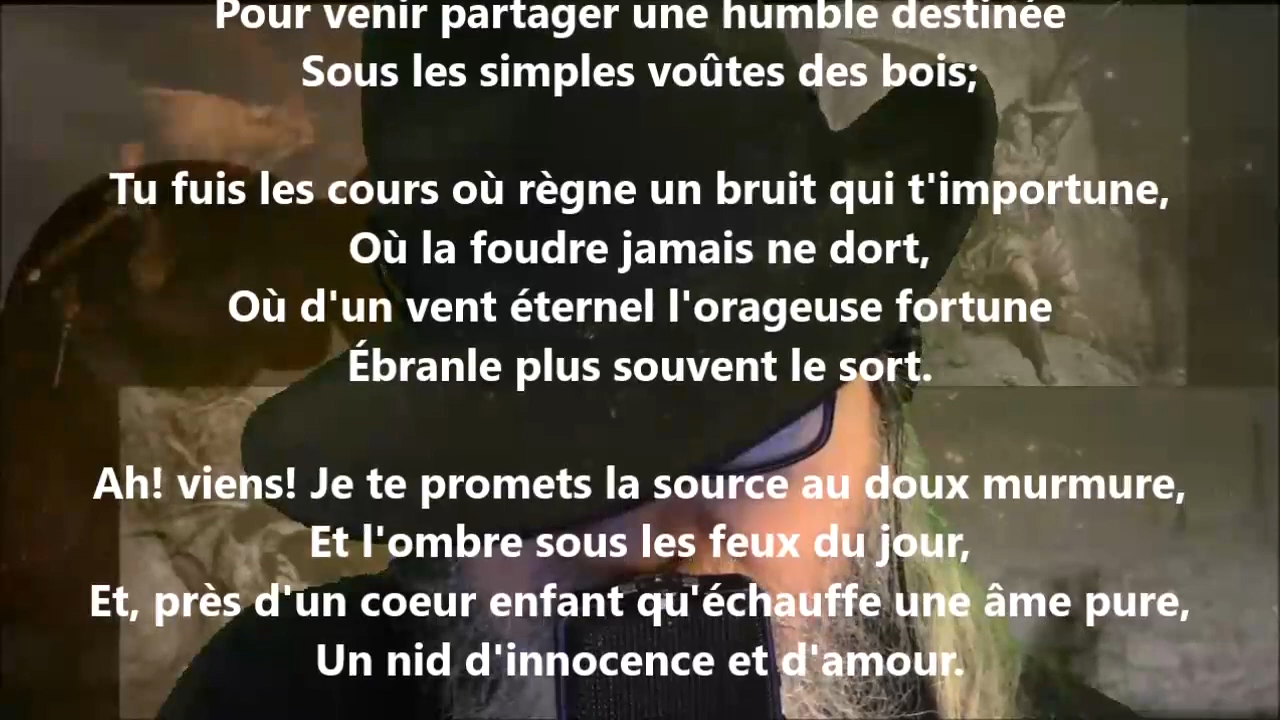 Pour venir partager une humble destinée
Sous les simples voûtes des bois;
Tu fuis les cours où règne un bruit qui t'importune,
Où la foudre jamais ne dort,
Où d'un vent éternel l'orageuse fortune
Ébranle plus souvent le sort.
Ah! viens! Je te promets la source au doux murmure,
Et l'ombre sous les feux du jour,
Et, près d'un coeur enfant qu'échauffe une âme pure,
Un nid d'innocence et d'amour.